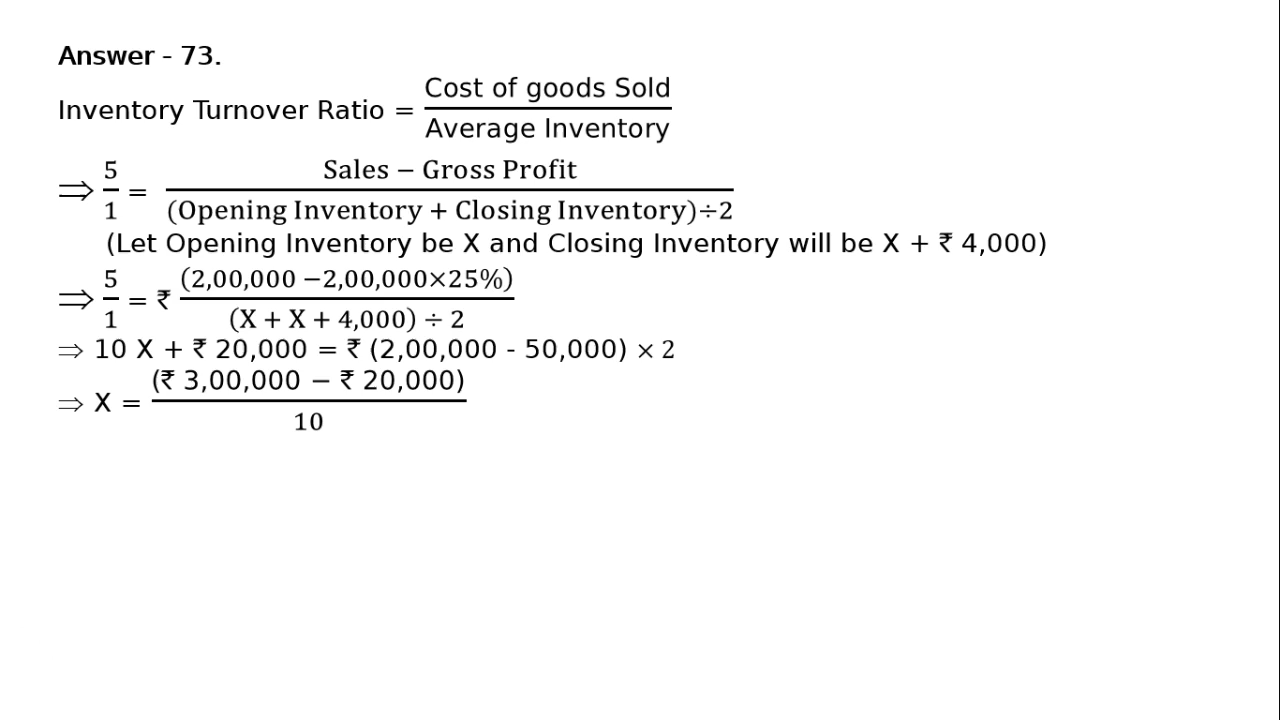 Answer - 73.
Inventory Turnover Ratio = Cost of goods Sold / Average Inventory
⇒ 5/1 = Sales − Gross Profit / (Opening Inventory + Closing Inventory)÷2
(Let Opening Inventory be X and Closing Inventory will be X + ₹ 4,000)
⇒ 5/1 = ₹ (2,00,000 −2,00,000×25%) / (X + X + 4,000) ÷ 2
⇒ 10 X + ₹ 20,000 = ₹ (2,00,000 - 50,000) × 2
⇒ X = (₹ 3,00,000 − ₹ 20,000) / 10